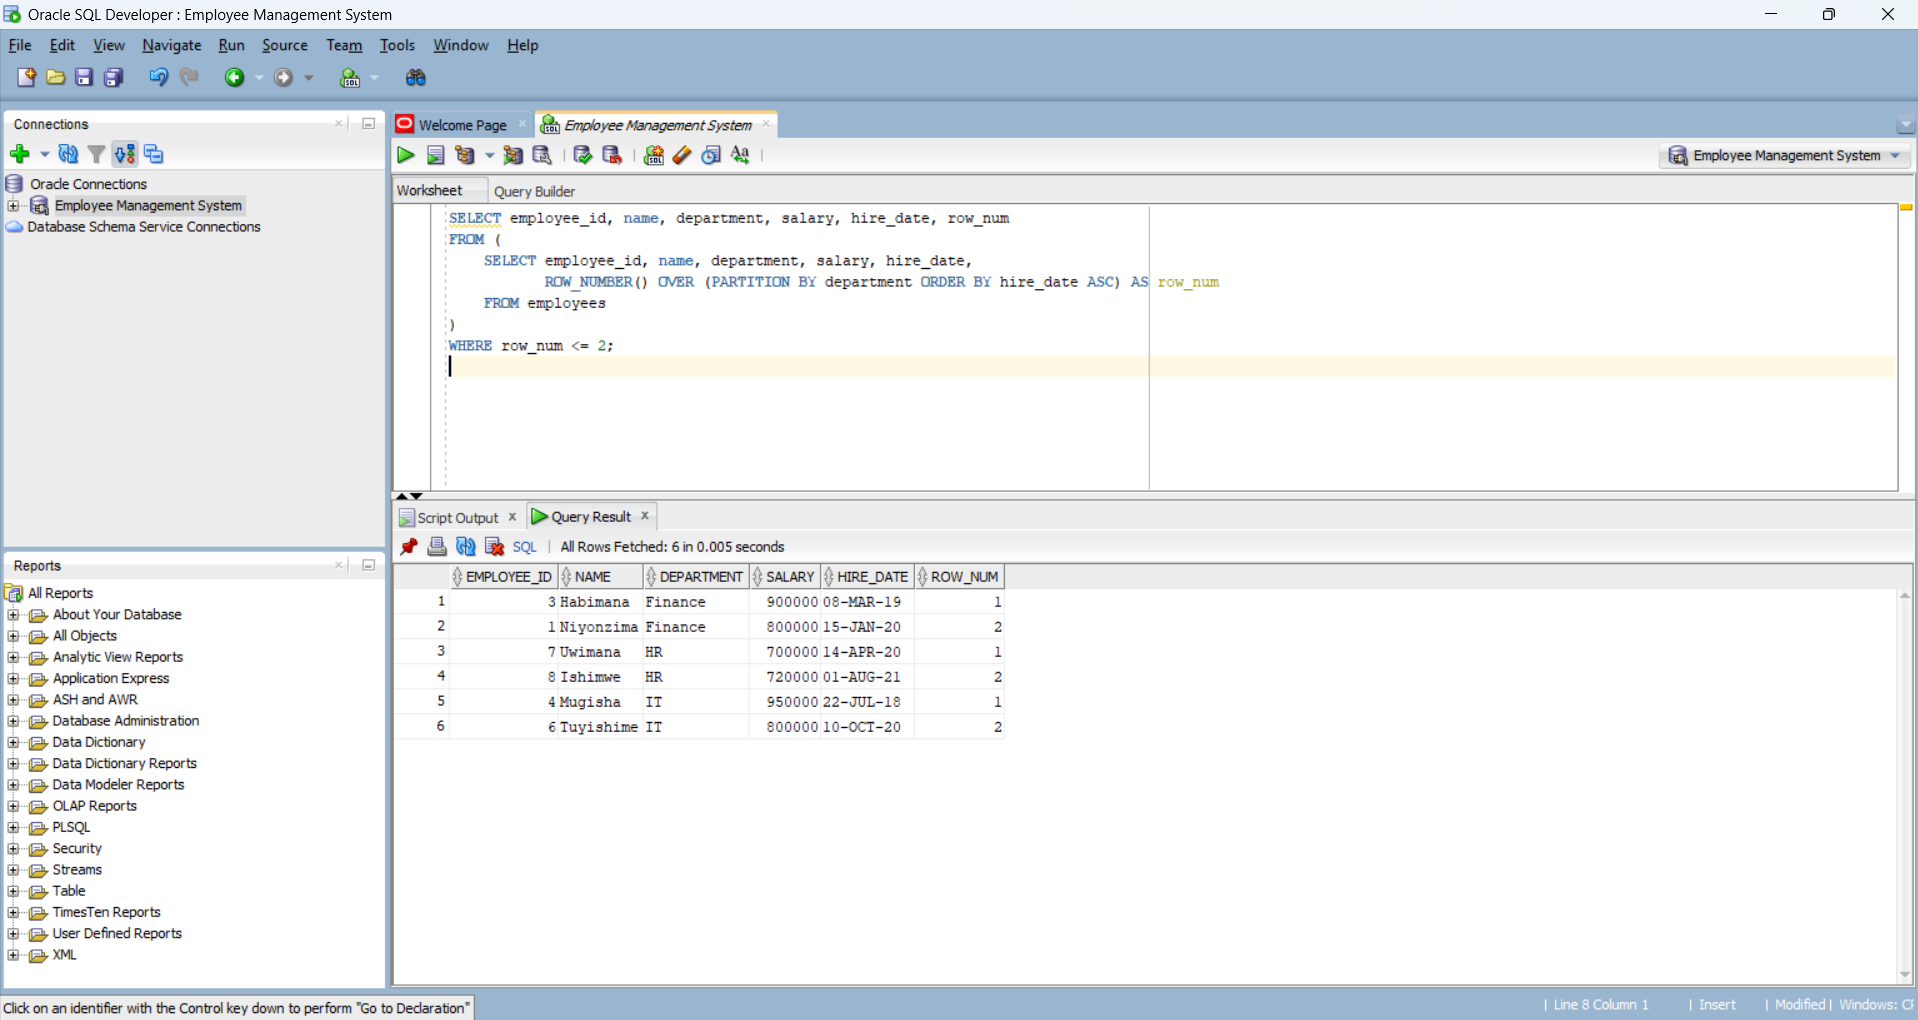 Oracle SQL Developer : Employee Management System
File Edit View Navigate Run Source Team Tools Window Help
Connections
Oracle Connections
Employee Management System
Database Schema Service Connections
Reports
All Reports
About Your Database
All Objects
Analytic View Reports
Application Express
ASH and AWR
Database Administration
Data Dictionary
Data Dictionary Reports
Data Modeler Reports
OLAP Reports
PLSQL
Security
Streams
Table
TimesTen Reports
User Defined Reports
XML
Welcome Page Employee Management System
Employee Management System
Worksheet Query Builder
SELECT employee_id, name, department, salary, hire_date, row_num
FROM (
SELECT employee_id, name, department, salary, hire_date,
ROW_NUMBER() OVER (PARTITION BY department ORDER BY hire_date ASC) AS row_num
FROM employees
)
WHERE row_num <= 2;
Script Output x Query Result x
SQL | All Rows Fetched: 6 in 0.005 seconds
EMPLOYEE_ID NAME DEPARTMENT SALARY HIRE_DATE ROW_NUM
1 3 Habimana Finance 900000 08-MAR-19 1
2 1 Niyonzima Finance 800000 15-JAN-20 2
3 7 Uwimana HR 700000 14-APR-20 1
4 8 Ishimwe HR 720000 01-AUG-21 2
5 4 Mugisha IT 950000 22-JUL-18 1
6 6 Tuyishime IT 800000 10-OCT-20 2
Click on an identifier with the Control key down to perform "Go to Declaration"
| Line 8 Column 1 | Insert | Modified | Windows: CF